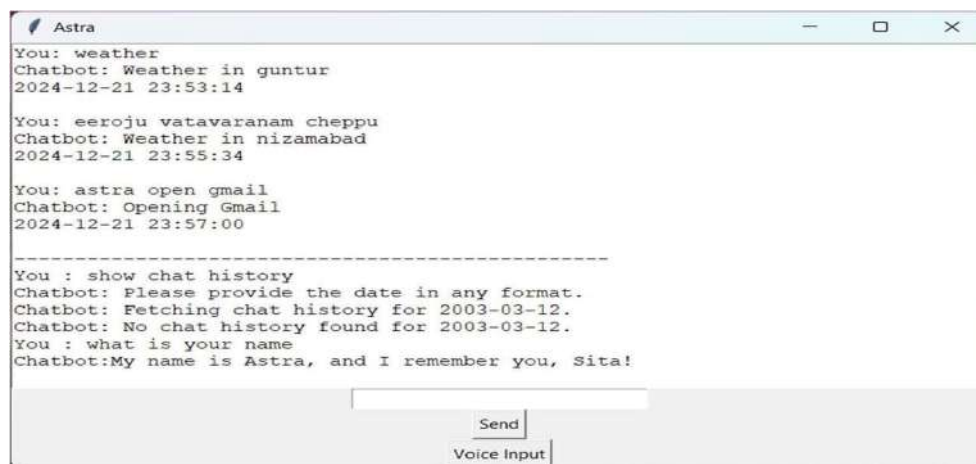 Astra
You: weather
Chatbot: Weather in guntur
2024-12-21 23:53:14
You: eeroju vatavaranam cheppu
Chatbot: Weather in nizamabad
2024-12-21 23:55:34
You: astra open gmail
Chatbot: Opening Gmail
2024-12-21 23:57:00
--------------------------------------------------
You : show chat history
Chatbot: Please provide the date in any format.
Chatbot: Fetching chat history for 2003-03-12.
Chatbot: No chat history found for 2003-03-12.
You : what is your name
Chatbot:My name is Astra, and I remember you, Sita!
Send
Voice Input